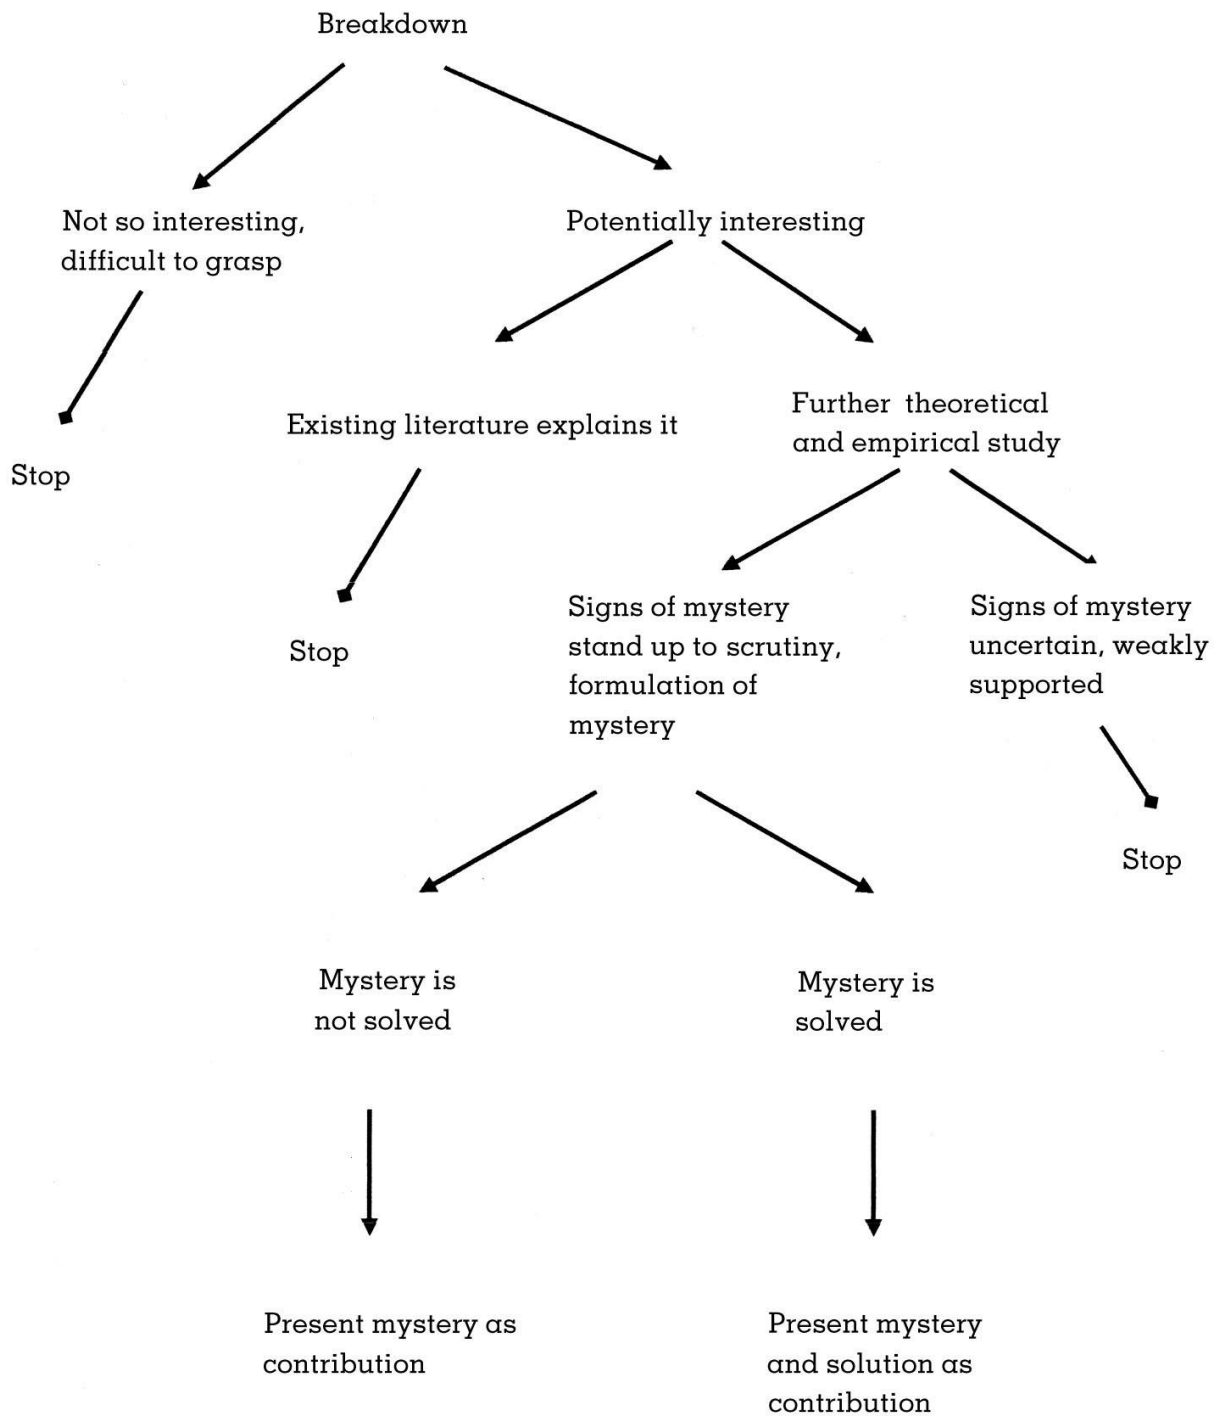 Breakdown
Not so interesting,
difficult to grasp
Potentially interesting
Stop
Existing literature explains it
Further theoretical
and empirical study
Stop
Signs of mystery
stand up to scrutiny,
formulation of
mystery
Signs of mystery
uncertain, weakly
supported
Stop
Mystery is
not solved
Mystery is
solved
Present mystery as
contribution
Present mystery
and solution as
contribution